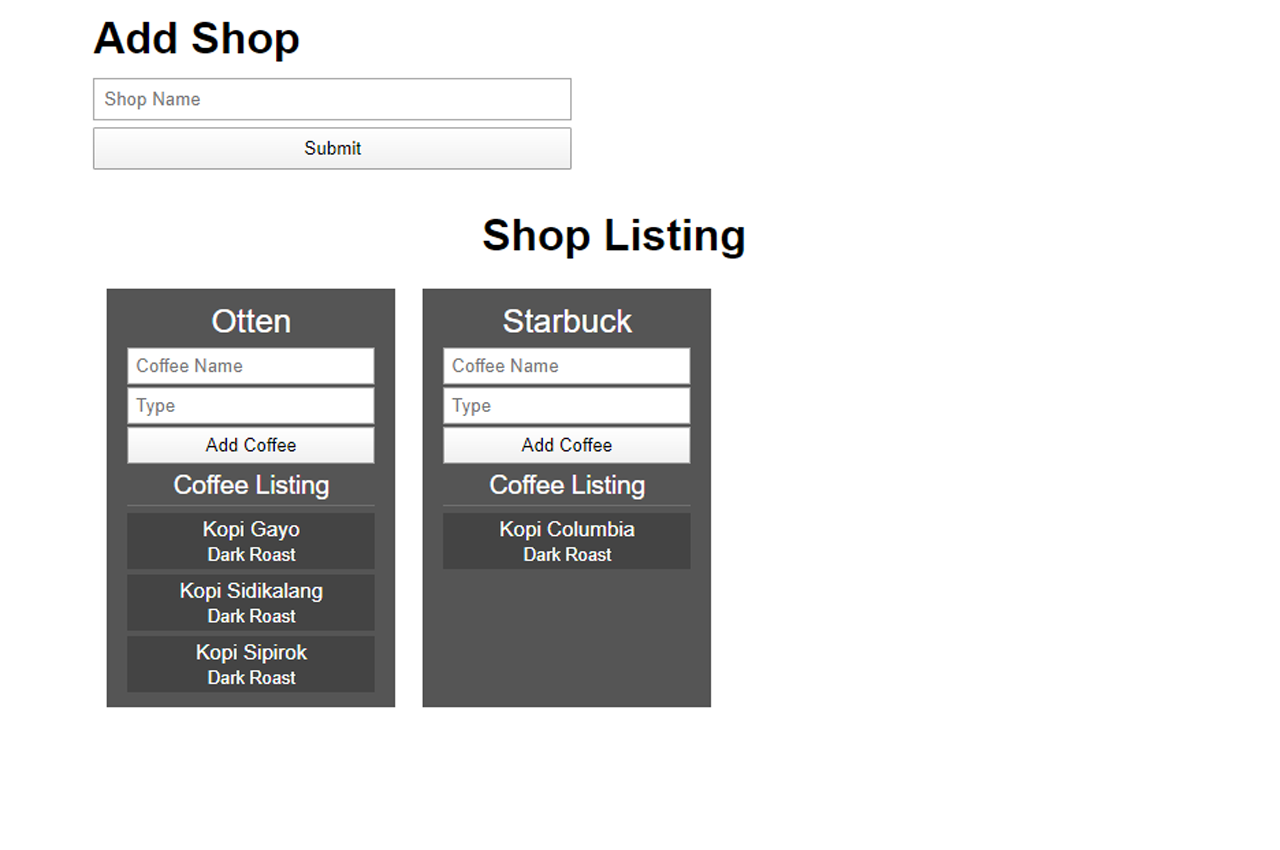 Add Shop
Shop Name
Submit
Shop Listing
Otten
Coffee Name
Type
Add Coffee
Coffee Listing
Kopi Gayo
Dark Roast
Kopi Sidikalang
Dark Roast
Kopi Sipirok
Dark Roast
Starbuck
Coffee Name
Type
Add Coffee
Coffee Listing
Kopi Columbia
Dark Roast